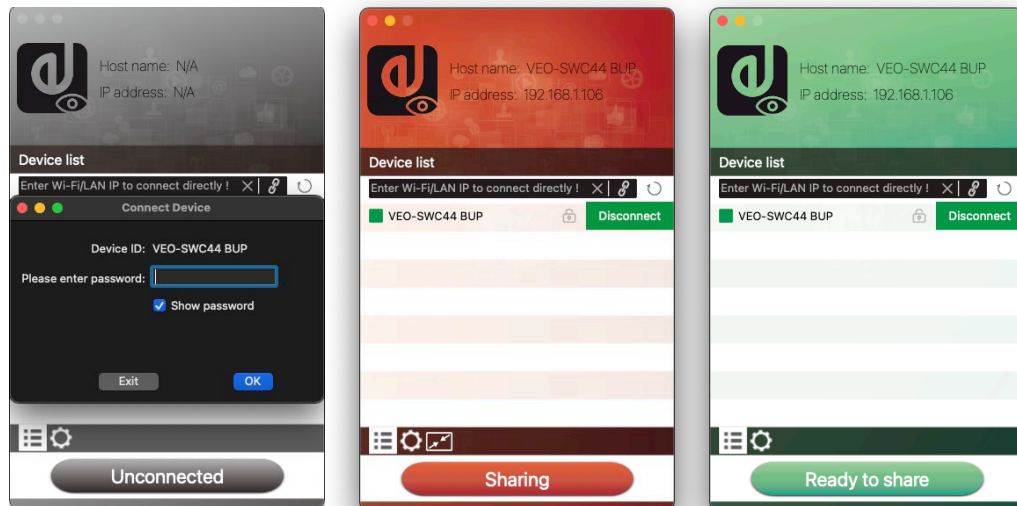 Host name: N/A
IP address: N/A
Device list
Enter Wi-Fi/LAN IP to connect directly !
Connect Device
Device ID: VEO-SWC44 BUP
Please enter password:
Show password
Exit
OK
Unconnected
Host name: VEO-SWC44 BUP
IP address: 192.168.1.106
Device list
Enter Wi-Fi/LAN IP to connect directly !
VEO-SWC44 BUP
Disconnect
Sharing
Host name: VEO-SWC44 BUP
IP address: 192.168.1.106
Device list
Enter Wi-Fi/LAN IP to connect directly !
VEO-SWC44 BUP
Disconnect
Ready to share